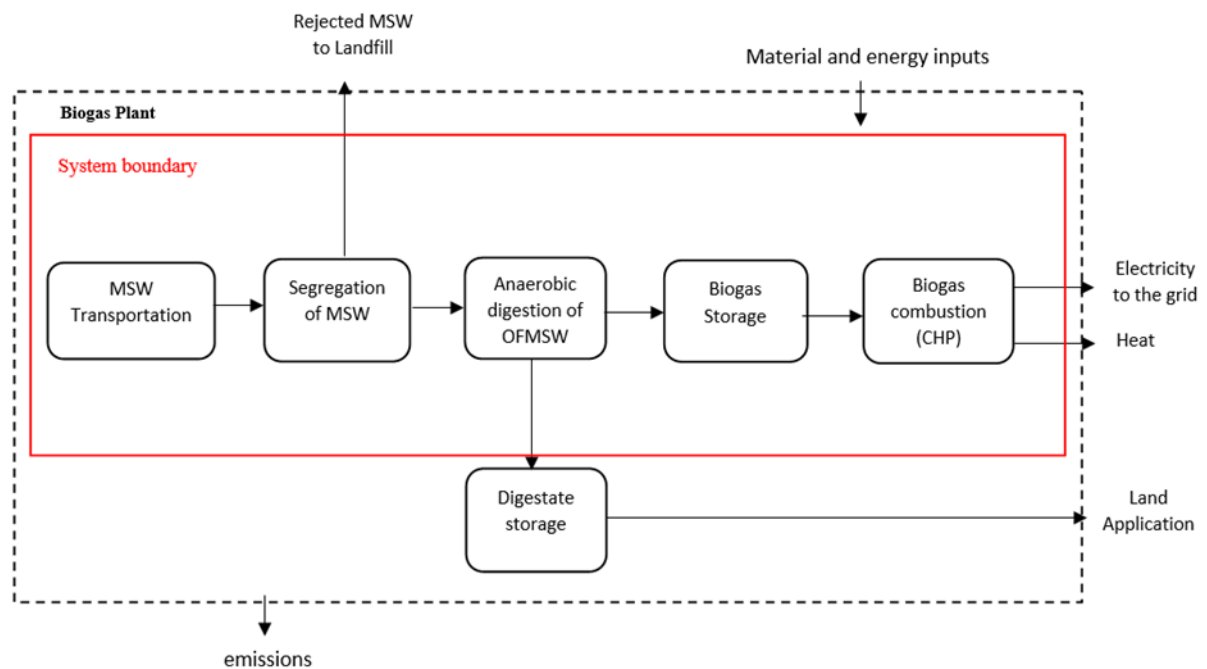 Rejected MSW
to Landfill
Material and energy inputs
Biogas Plant
System boundary
MSW
Transportation
Segregation
of MSW
Anaerobic
digestion of
OFMSW
Biogas
Storage
Biogas
combustion
(CHP)
Electricity
to the grid
Heat
Digestate
storage
Land
Application
emissions